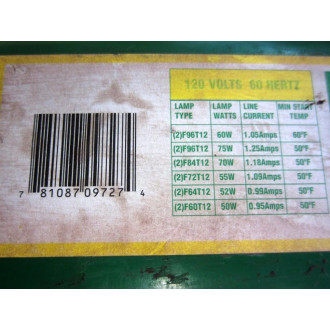 120 VOLTS 60 HERTZ
LAMP TYPE LAMP WATTS LINE CURRENT MIN START TEMP
(2)F96T12 60W 1.05Amps 60°F
(2)F96T12 75W 1.25Amps 50°F
(2)F84T12 70W 1.18Amps 50°F
(2)F72T12 55W 1.09Amps 50°F
(2)F64T12 52W 0.99Amps 50°F
(2)F60T12 50W 0.95Amps 50°F
7 81087 09727 4